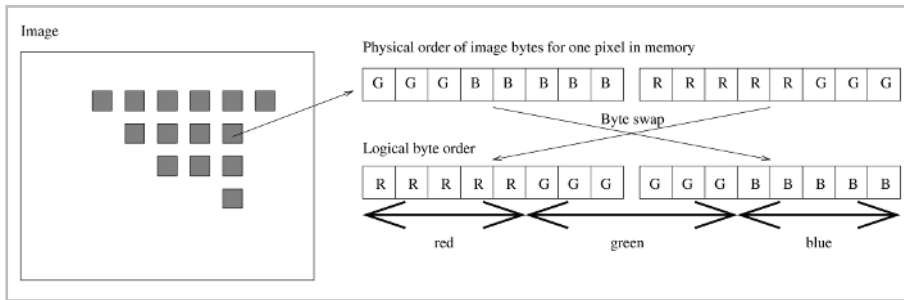 Image
Physical order of image bytes for one pixel in memory
G G G B B B B B R R R R R G G G
Byte swap
Logical byte order
R R R R R G G G G G G B B B B B
red green blue